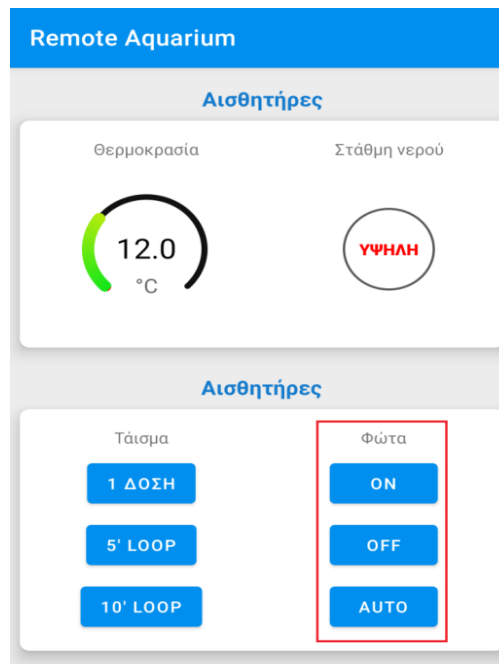 Remote Aquarium
Αισθητήρες
Θερμοκρασία Στάθμη νερού
12.0 ΥΨΗΛΗ
°C
Αισθητήρες
Τάισμα Φώτα
1 ΔΟΣΗ ON
5' LOOP OFF
10' LOOP AUTO